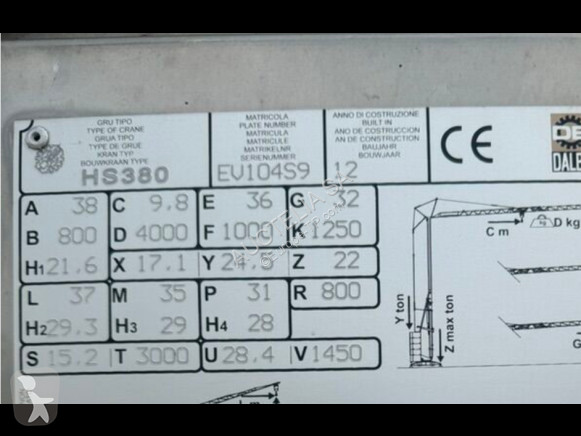 GRU TIPO
TYPE OF CRANE
GRUA TIPO
TYPE DE GRUE
KRAN TYP
BOUWKRAAN TYPE
HS380
MATRICOLA
PLATE NUMBER
MATRICULA
MATRICULE
MATRIKELNR
SERIENUMMER
EV104S9
ANNO DI COSTRUZIONE
BUILT IN
ANO DE CONSTRUCCION
AN DE CONSTRUCTION
BAUJAHR
BOUWJAAR
12
CE
DALB
A 38 C 9.8 E 36 G 32
B 800 D 4000 F 1000 K 1250
H1 21.6 X 17.1 Y 24.5 Z 22
L 37 M 35 P 31 R 800
H2 29.3 H3 29 H4 28
S 15.2 T 3000 U 28.4 V 1450
C m
kg
D kg
Y ton
Z max ton
G
L m